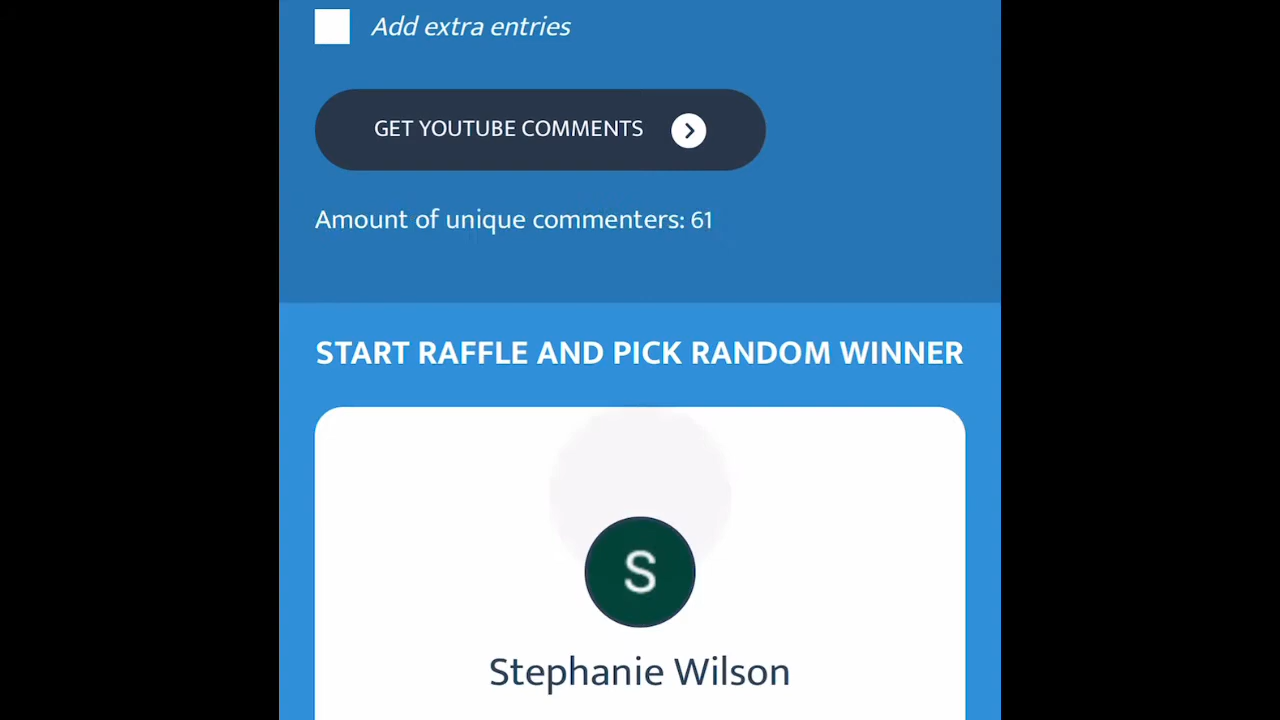 Add extra entries
GET YOUTUBE COMMENTS
Amount of unique commenters: 61
START RAFFLE AND PICK RANDOM WINNER
S
Stephanie Wilson